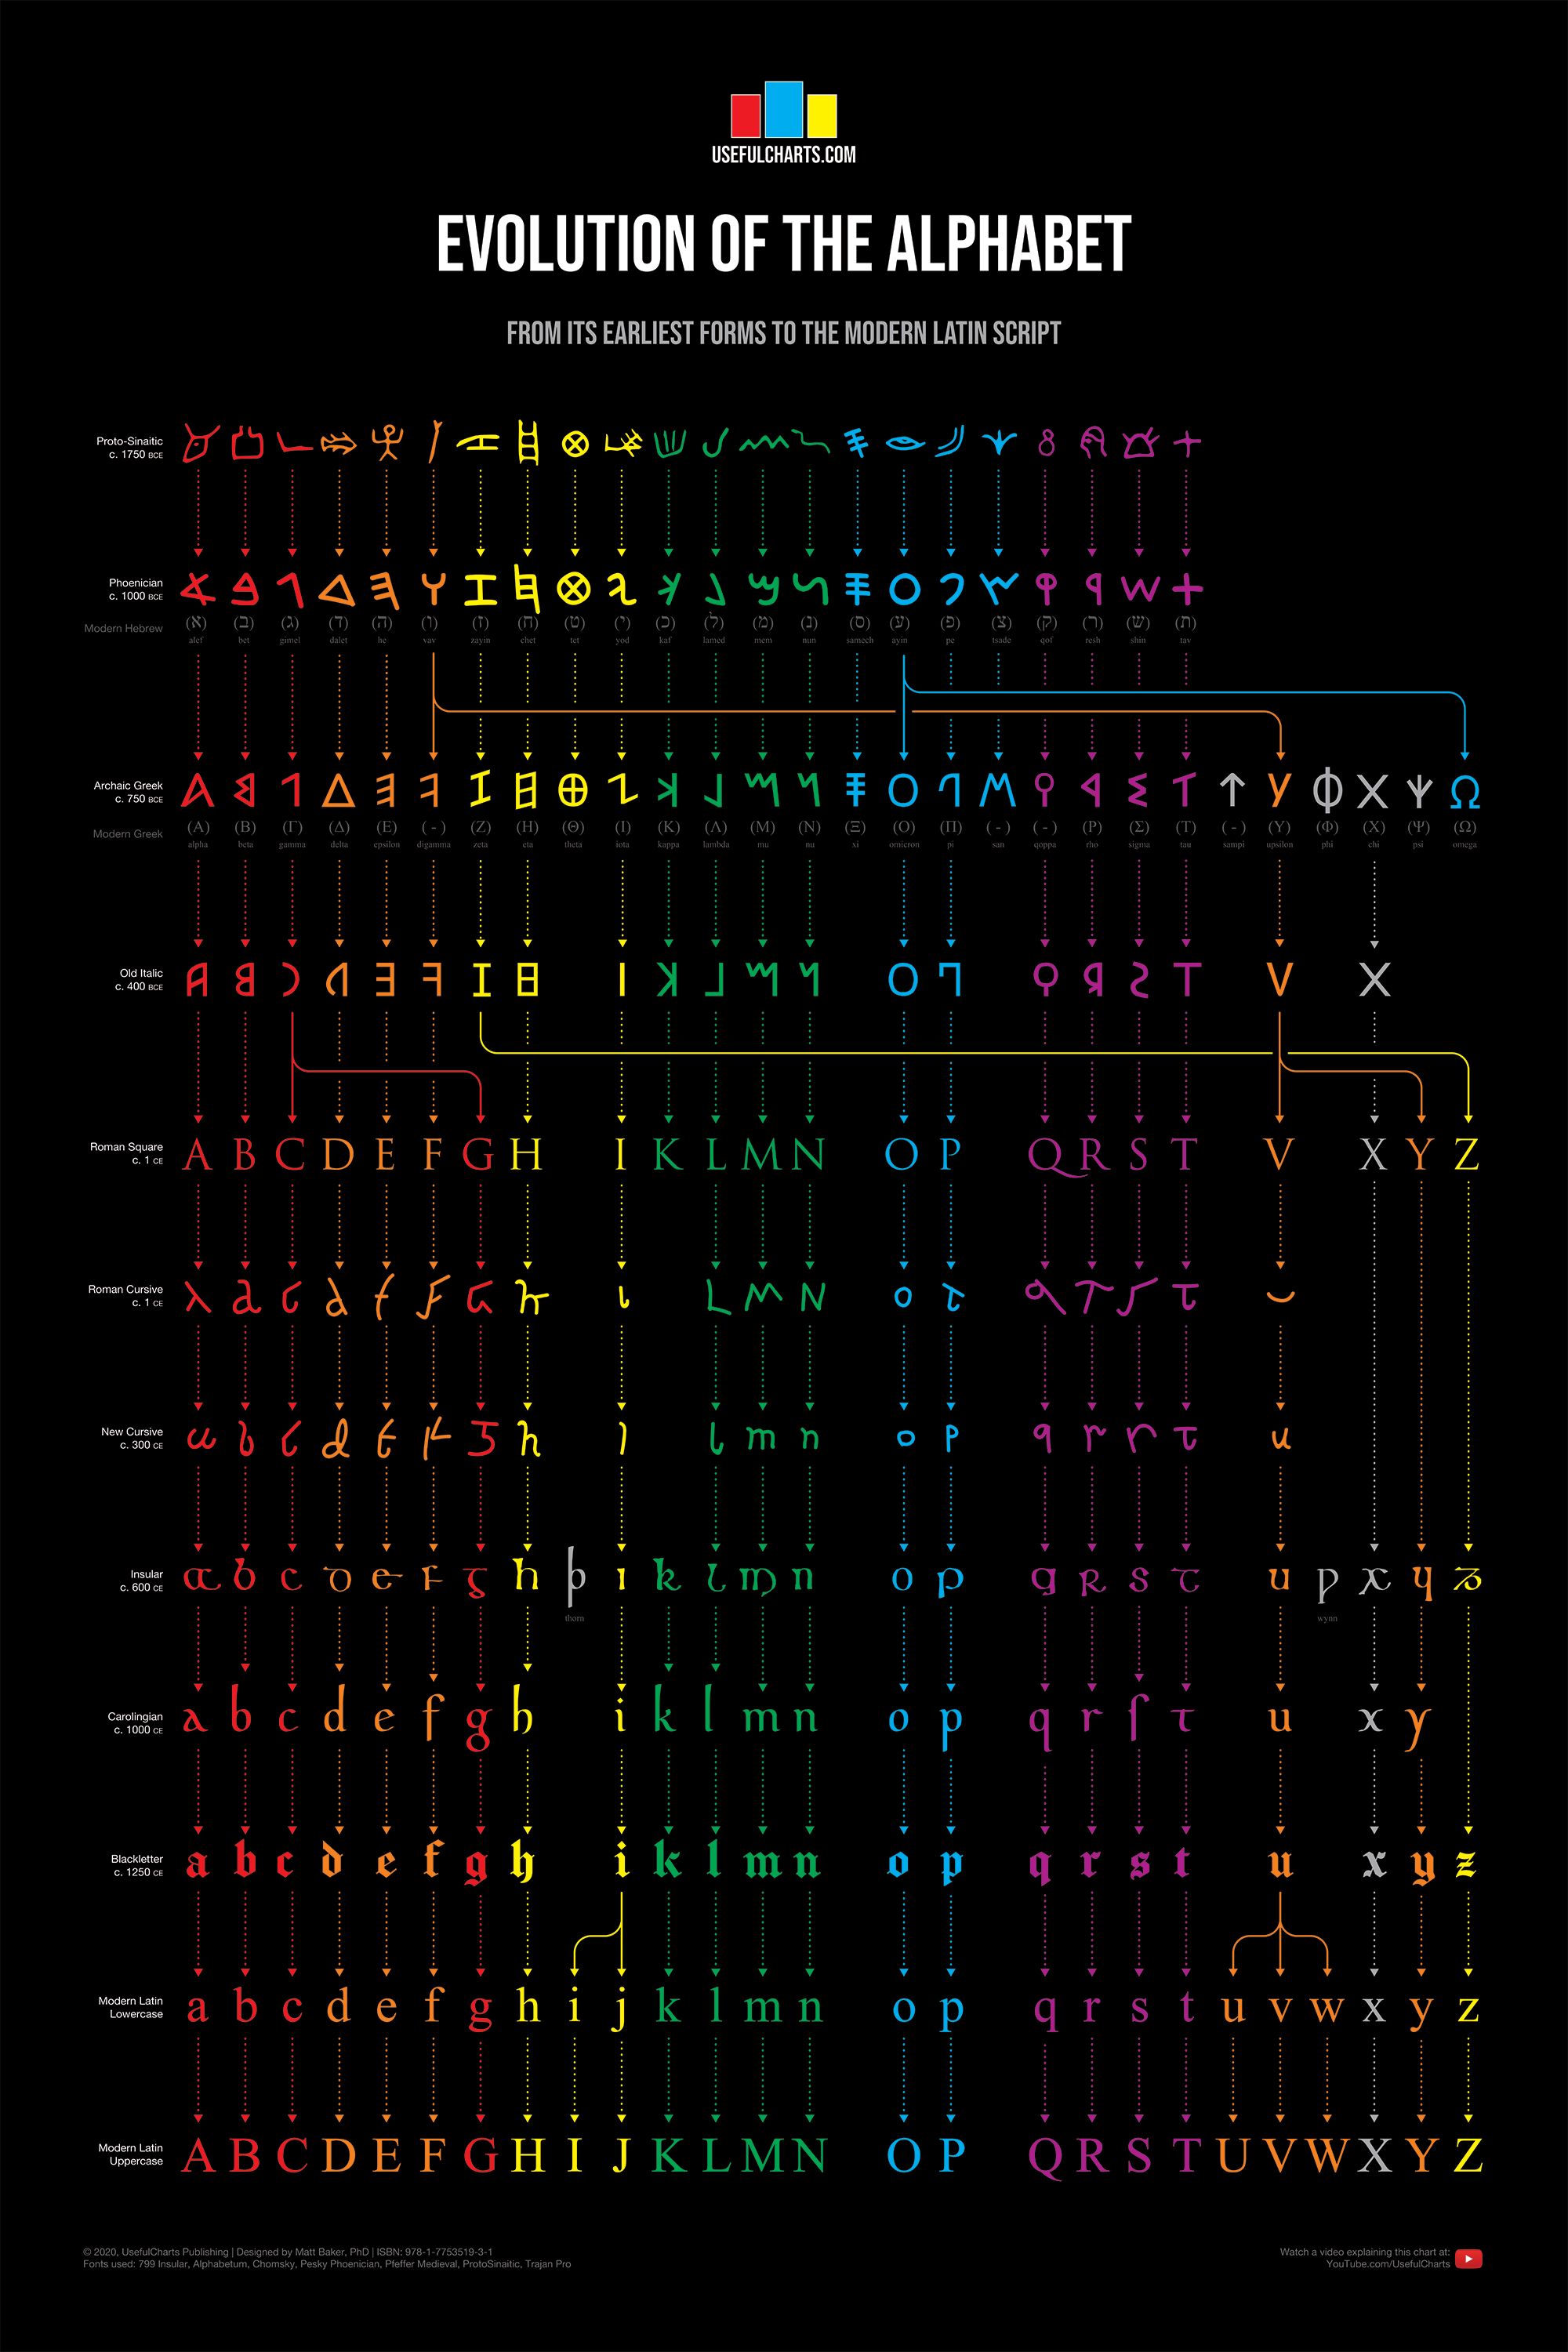 USEFULCHARTS.COM
EVOLUTION OF THE ALPHABET
FROM ITS EARLIEST FORMS TO THE MODERN LATIN SCRIPT
Proto-Sinaitic
c. 1750 BCE
Phoenician
c. 1000 BCE
Modern Hebrew (א) (ב) (ג) (ד) (ה) (ו) (ז) (ח) (ט) (י) (כ) (ל) (מ) (נ) (ס) (ע) (פ) (צ) (ק) (ר) (ש) (ת)
alef bet gimel dalet he vav zayin chet tet yod kaf lamed mem nun samech ayin pe tsade qof resh shin tav
Archaic Greek
c. 750 BCE
Modern Greek (Α) (Β) (Γ) (Δ) (Ε) (-) (Ζ) (Η) (Θ) (Ι) (Κ) (Λ) (Μ) (Ν) (Ξ) (Ο) (Π) (-) (-) (Ρ) (Σ) (Τ) (-) (Υ) (Φ) (Χ) (Ψ) (Ω)
alpha beta gamma delta epsilon digamma zeta eta theta iota kappa lambda mu nu xi omicron pi san qoppa rho sigma tau sampi upsilon phi chi psi omega
Old Italic
c. 400 BCE
Roman Square
c. 1 CE
A B C D E F G H I K L M N O P Q R S T V X Y Z
Roman Cursive
c. 1 CE
New Cursive
c. 300 CE
Insular
c. 600 CE
a b c d e f g h þ i k l m n o p q r s t u ƿ x y z
thorn wynn
Carolingian
c. 1000 CE
a b c d e f g h i k l m n o p q r ſ t u x y
Blackletter
c. 1250 CE
a b c d e f g h i k l m n o p q r s t u x y z
Modern Latin
Lowercase
a b c d e f g h i j k l m n o p q r s t u v w x y z
Modern Latin
Uppercase
A B C D E F G H I J K L M N O P Q R S T U V W X Y Z
© 2020, UsefulCharts Publishing | Designed by Matt Baker, PhD | ISBN: 978-1-7753519-3-1
Fonts used: 799 Insular, Alphabetum, Chomsky, Pesky Phoenician, Pfeffer Medieval, ProtoSinaitic, Trajan Pro
Watch a video explaining this chart at:
YouTube.com/UsefulCharts